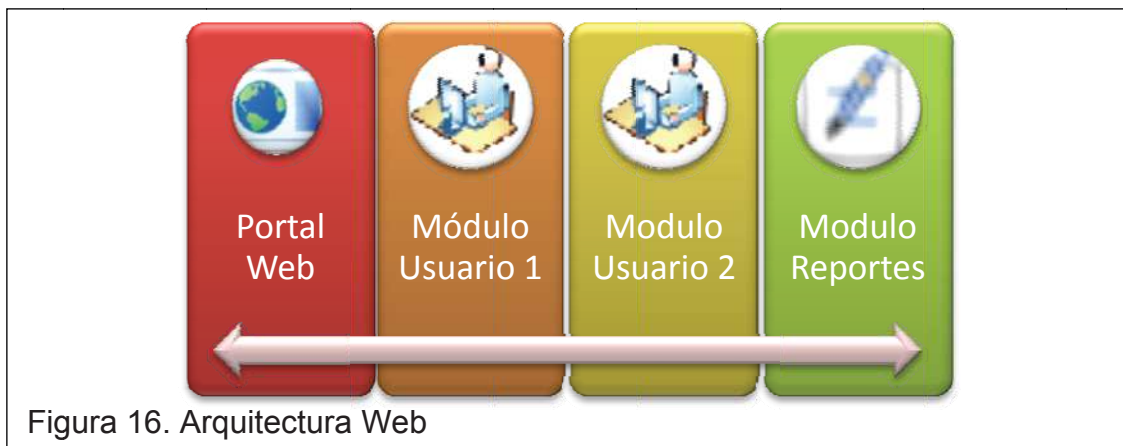 Portal
Web
Módulo
Usuario 1
Modulo
Usuario 2
Modulo
Reportes
Figura 16. Arquitectura Web